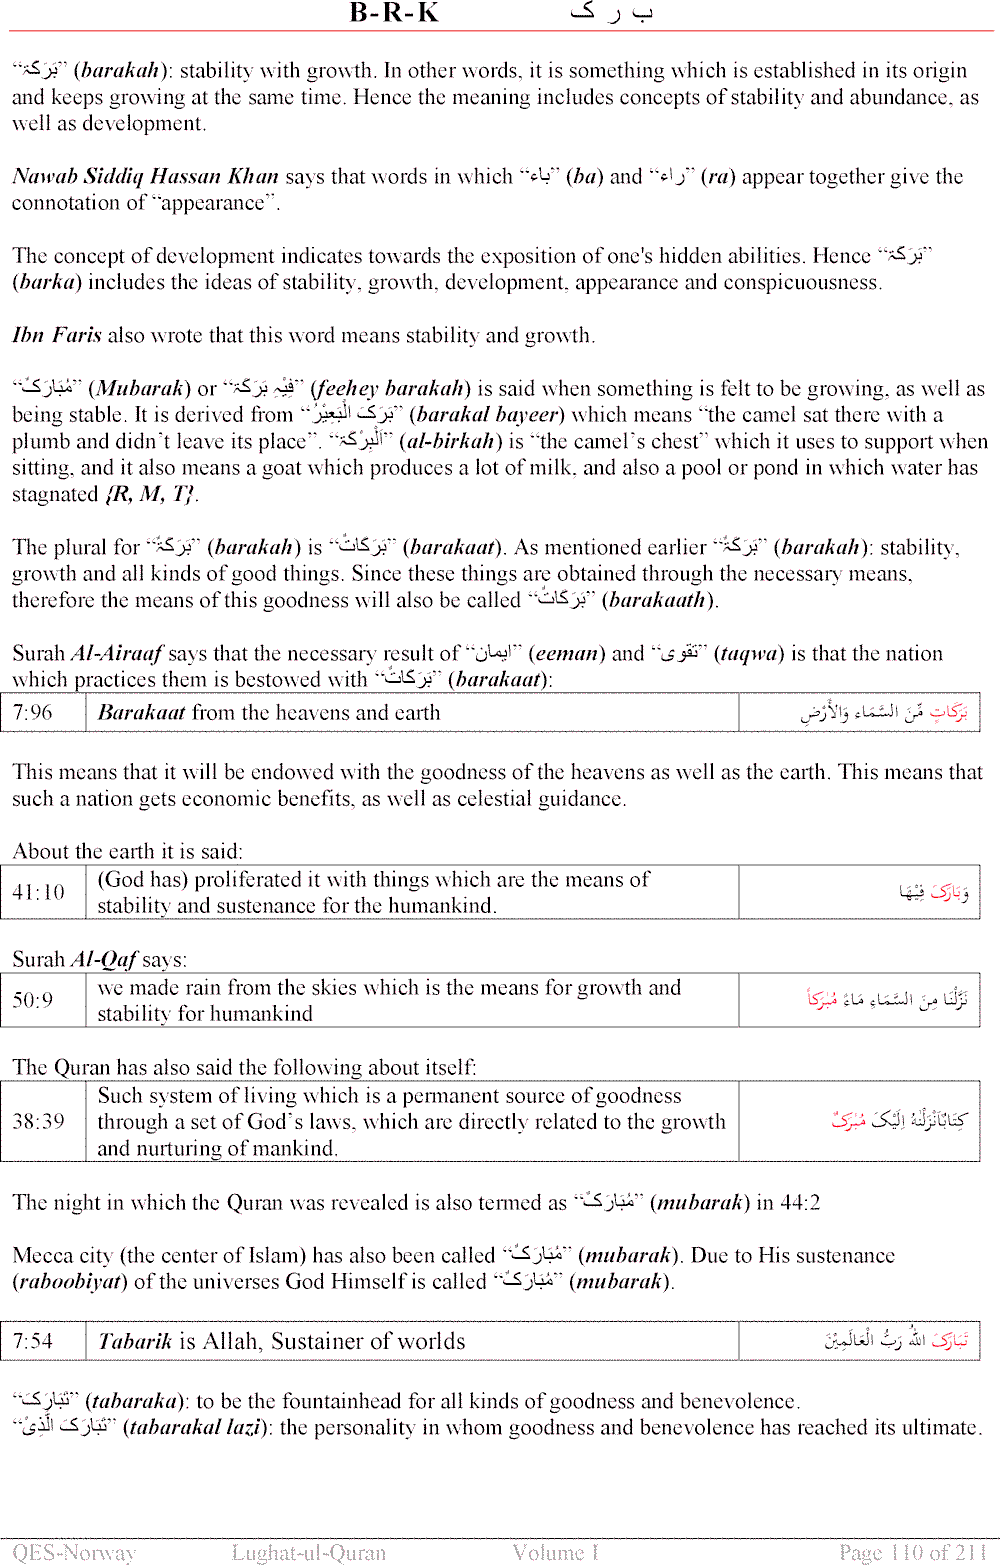 B-R-K ب ر ک
“بَرَکَۃ” (barakah): stability with growth. In other words, it is something which is established in its origin
and keeps growing at the same time. Hence the meaning includes concepts of stability and abundance, as
well as development.
Nawab Siddiq Hassan Khan says that words in which “باء” (ba) and “راء” (ra) appear together give the
connotation of “appearance”.
The concept of development indicates towards the exposition of one's hidden abilities. Hence “بَرَکَۃ”
(barka) includes the ideas of stability, growth, development, appearance and conspicuousness.
Ibn Faris also wrote that this word means stability and growth.
“مُبَارَکٌ” (Mubarak) or “فِیْہِ بَرَکَۃ” (feehey barakah) is said when something is felt to be growing, as well as
being stable. It is derived from “بَرَکَ الْبَعِیْرُ” (barakal bayeer) which means “the camel sat there with a
plumb and didn’t leave its place”. “اَلْبِرْکَۃ” (al-birkah) is “the camel’s chest” which it uses to support when
sitting, and it also means a goat which produces a lot of milk, and also a pool or pond in which water has
stagnated {R, M, T}.
The plural for “بَرَکَۃٌ” (barakah) is “بَرَکَاتٌ” (barakaat). As mentioned earlier “بَرَکَۃٌ” (barakah): stability,
growth and all kinds of good things. Since these things are obtained through the necessary means,
therefore the means of this goodness will also be called “بَرَکَاتٌ” (barakaath).
Surah Al-Airaaf says that the necessary result of “ایمان” (eeman) and “تقوی” (taqwa) is that the nation
which practices them is bestowed with “بَرَکَاتٌ” (barakaat):
7:96 Barakaat from the heavens and earth بَرَکَاتٍ مِّنَ السَّمَاء وَالأَرْضِ
This means that it will be endowed with the goodness of the heavens as well as the earth. This means that
such a nation gets economic benefits, as well as celestial guidance.
About the earth it is said:
41:10 (God has) proliferated it with things which are the means of
stability and sustenance for the humankind. وَبَارَکَ فِیْهَا
Surah Al-Qaf says:
50:9 we made rain from the skies which is the means for growth and
stability for humankind نَزَّلْنَا مِنَ السَّمَاءِ مَاءً مُّبٰرَکاً
The Quran has also said the following about itself:
38:39 Such system of living which is a permanent source of goodness
through a set of God’s laws, which are directly related to the growth
and nurturing of mankind. کِتَابٌاَنْزَلْنٰهُ اِلَیْکَ مُبٰرَکٌ
The night in which the Quran was revealed is also termed as “مُبَارَکٌ” (mubarak) in 44:2
Mecca city (the center of Islam) has also been called “مُبَارَکٌ” (mubarak). Due to His sustenance
(raboobiyat) of the universes God Himself is called “مُبَارَکٌ” (mubarak).
7:54 Tabarik is Allah, Sustainer of worlds تَبَارَکَ اللّٰهُ رَبُّ الْعَالَمِیْنَ
“تَبَارَکَ” (tabaraka): to be the fountainhead for all kinds of goodness and benevolence.
“تَبَارَکَ الَّذِیْ” (tabarakal lazi): the personality in whom goodness and benevolence has reached its ultimate.
QES-Norway Lughat-ul-Quran Volume I Page 110 of 211